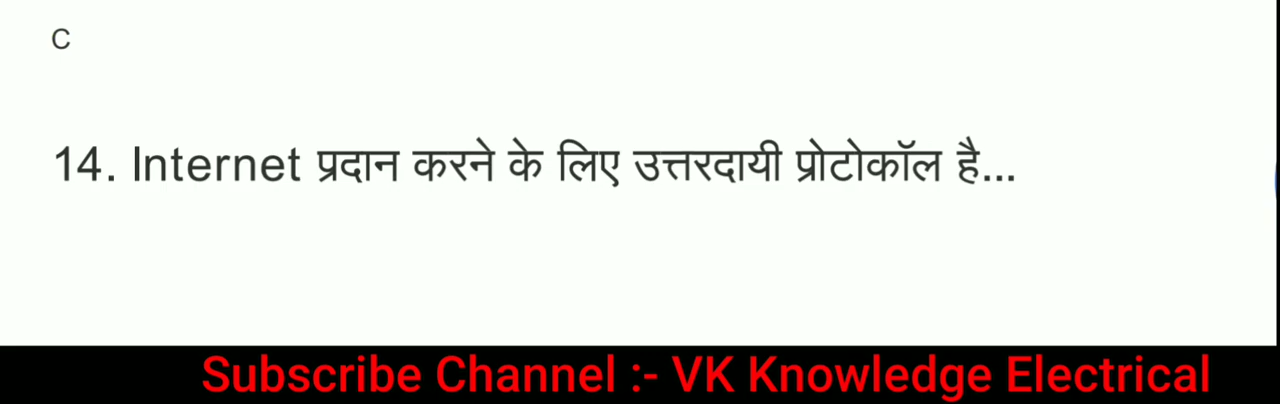 C
14. Internet प्रदान करने के लिए उत्तरदायी प्रोटोकॉल है...
Subscribe Channel :- VK Knowledge Electrical